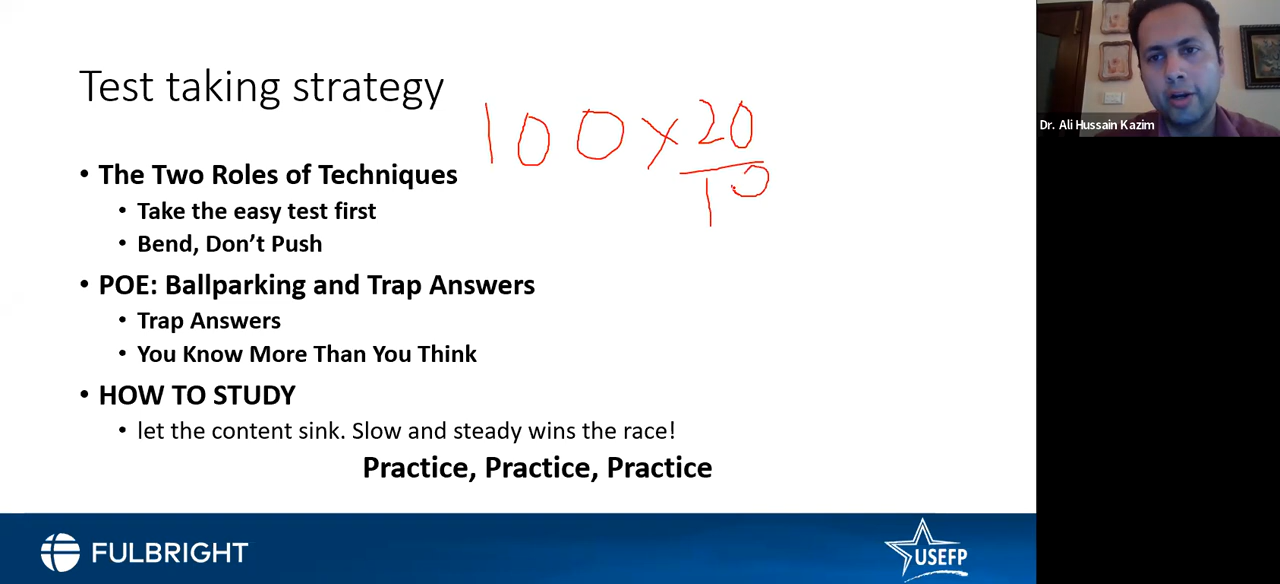 Test taking strategy
100 x 20
10
• The Two Roles of Techniques
• Take the easy test first
• Bend, Don’t Push
• POE: Ballparking and Trap Answers
• Trap Answers
• You Know More Than You Think
• HOW TO STUDY
• let the content sink. Slow and steady wins the race!
Practice, Practice, Practice
FULBRIGHT
USEFP
Dr. Ali Hussain Kazim